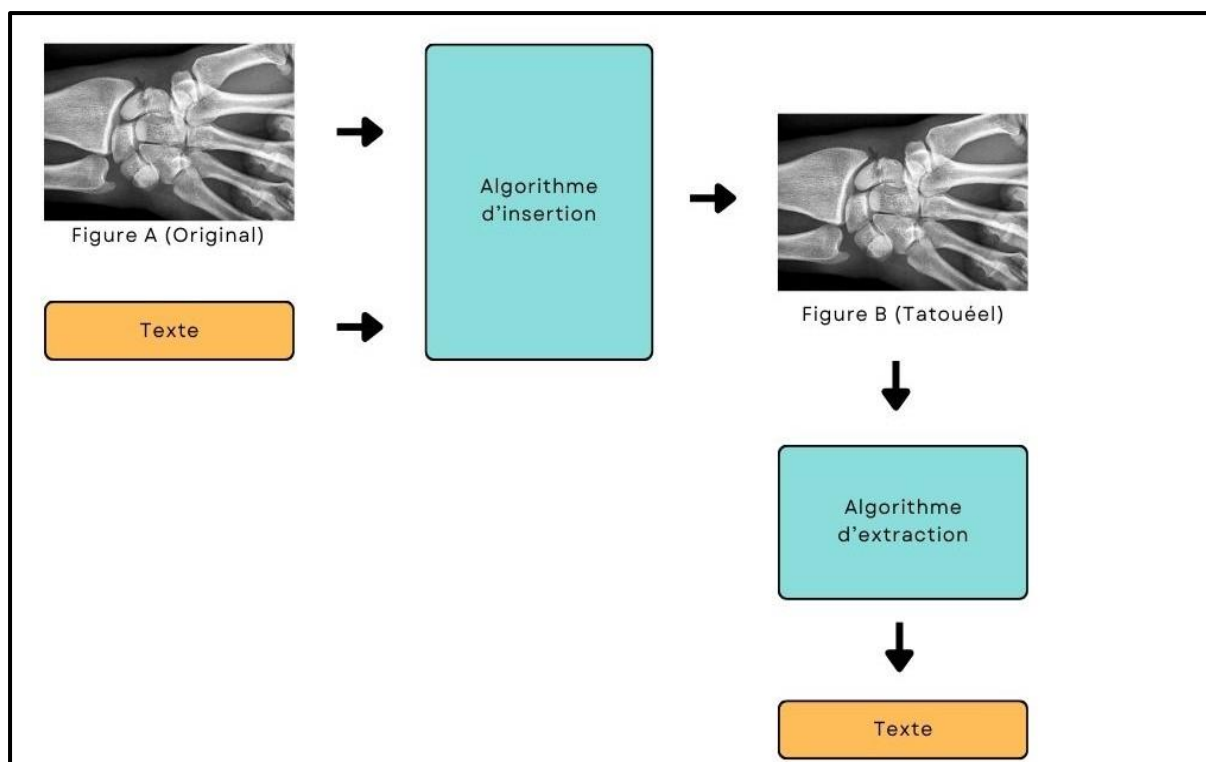 Figure A (Original)
Texte
Algorithme
d'insertion
Figure B (Tatouéel)
Algorithme
d'extraction
Texte